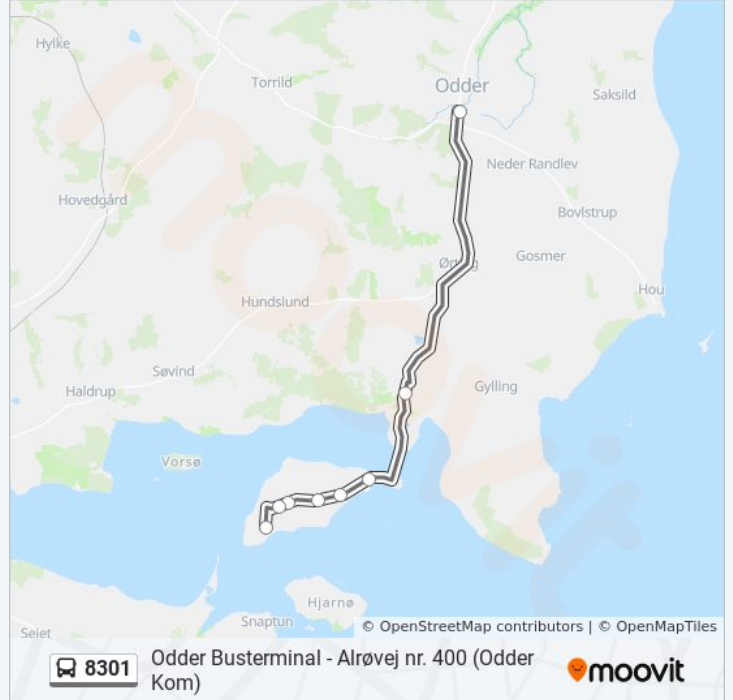 Hylke
Torrild
Odder
Saksild
Neder Randlev
Hovedgård
Bovlstrup
Gosmer
Hou
Hundslund
Søvind
Haldrup
Gylling
Vorsø
Hjarnø
Snaptun
© OpenStreetMap contributors | © OpenMapTiles
8301
Odder Busterminal - Alrøvej nr. 400 (Odder
Kom)
moovit
moovit